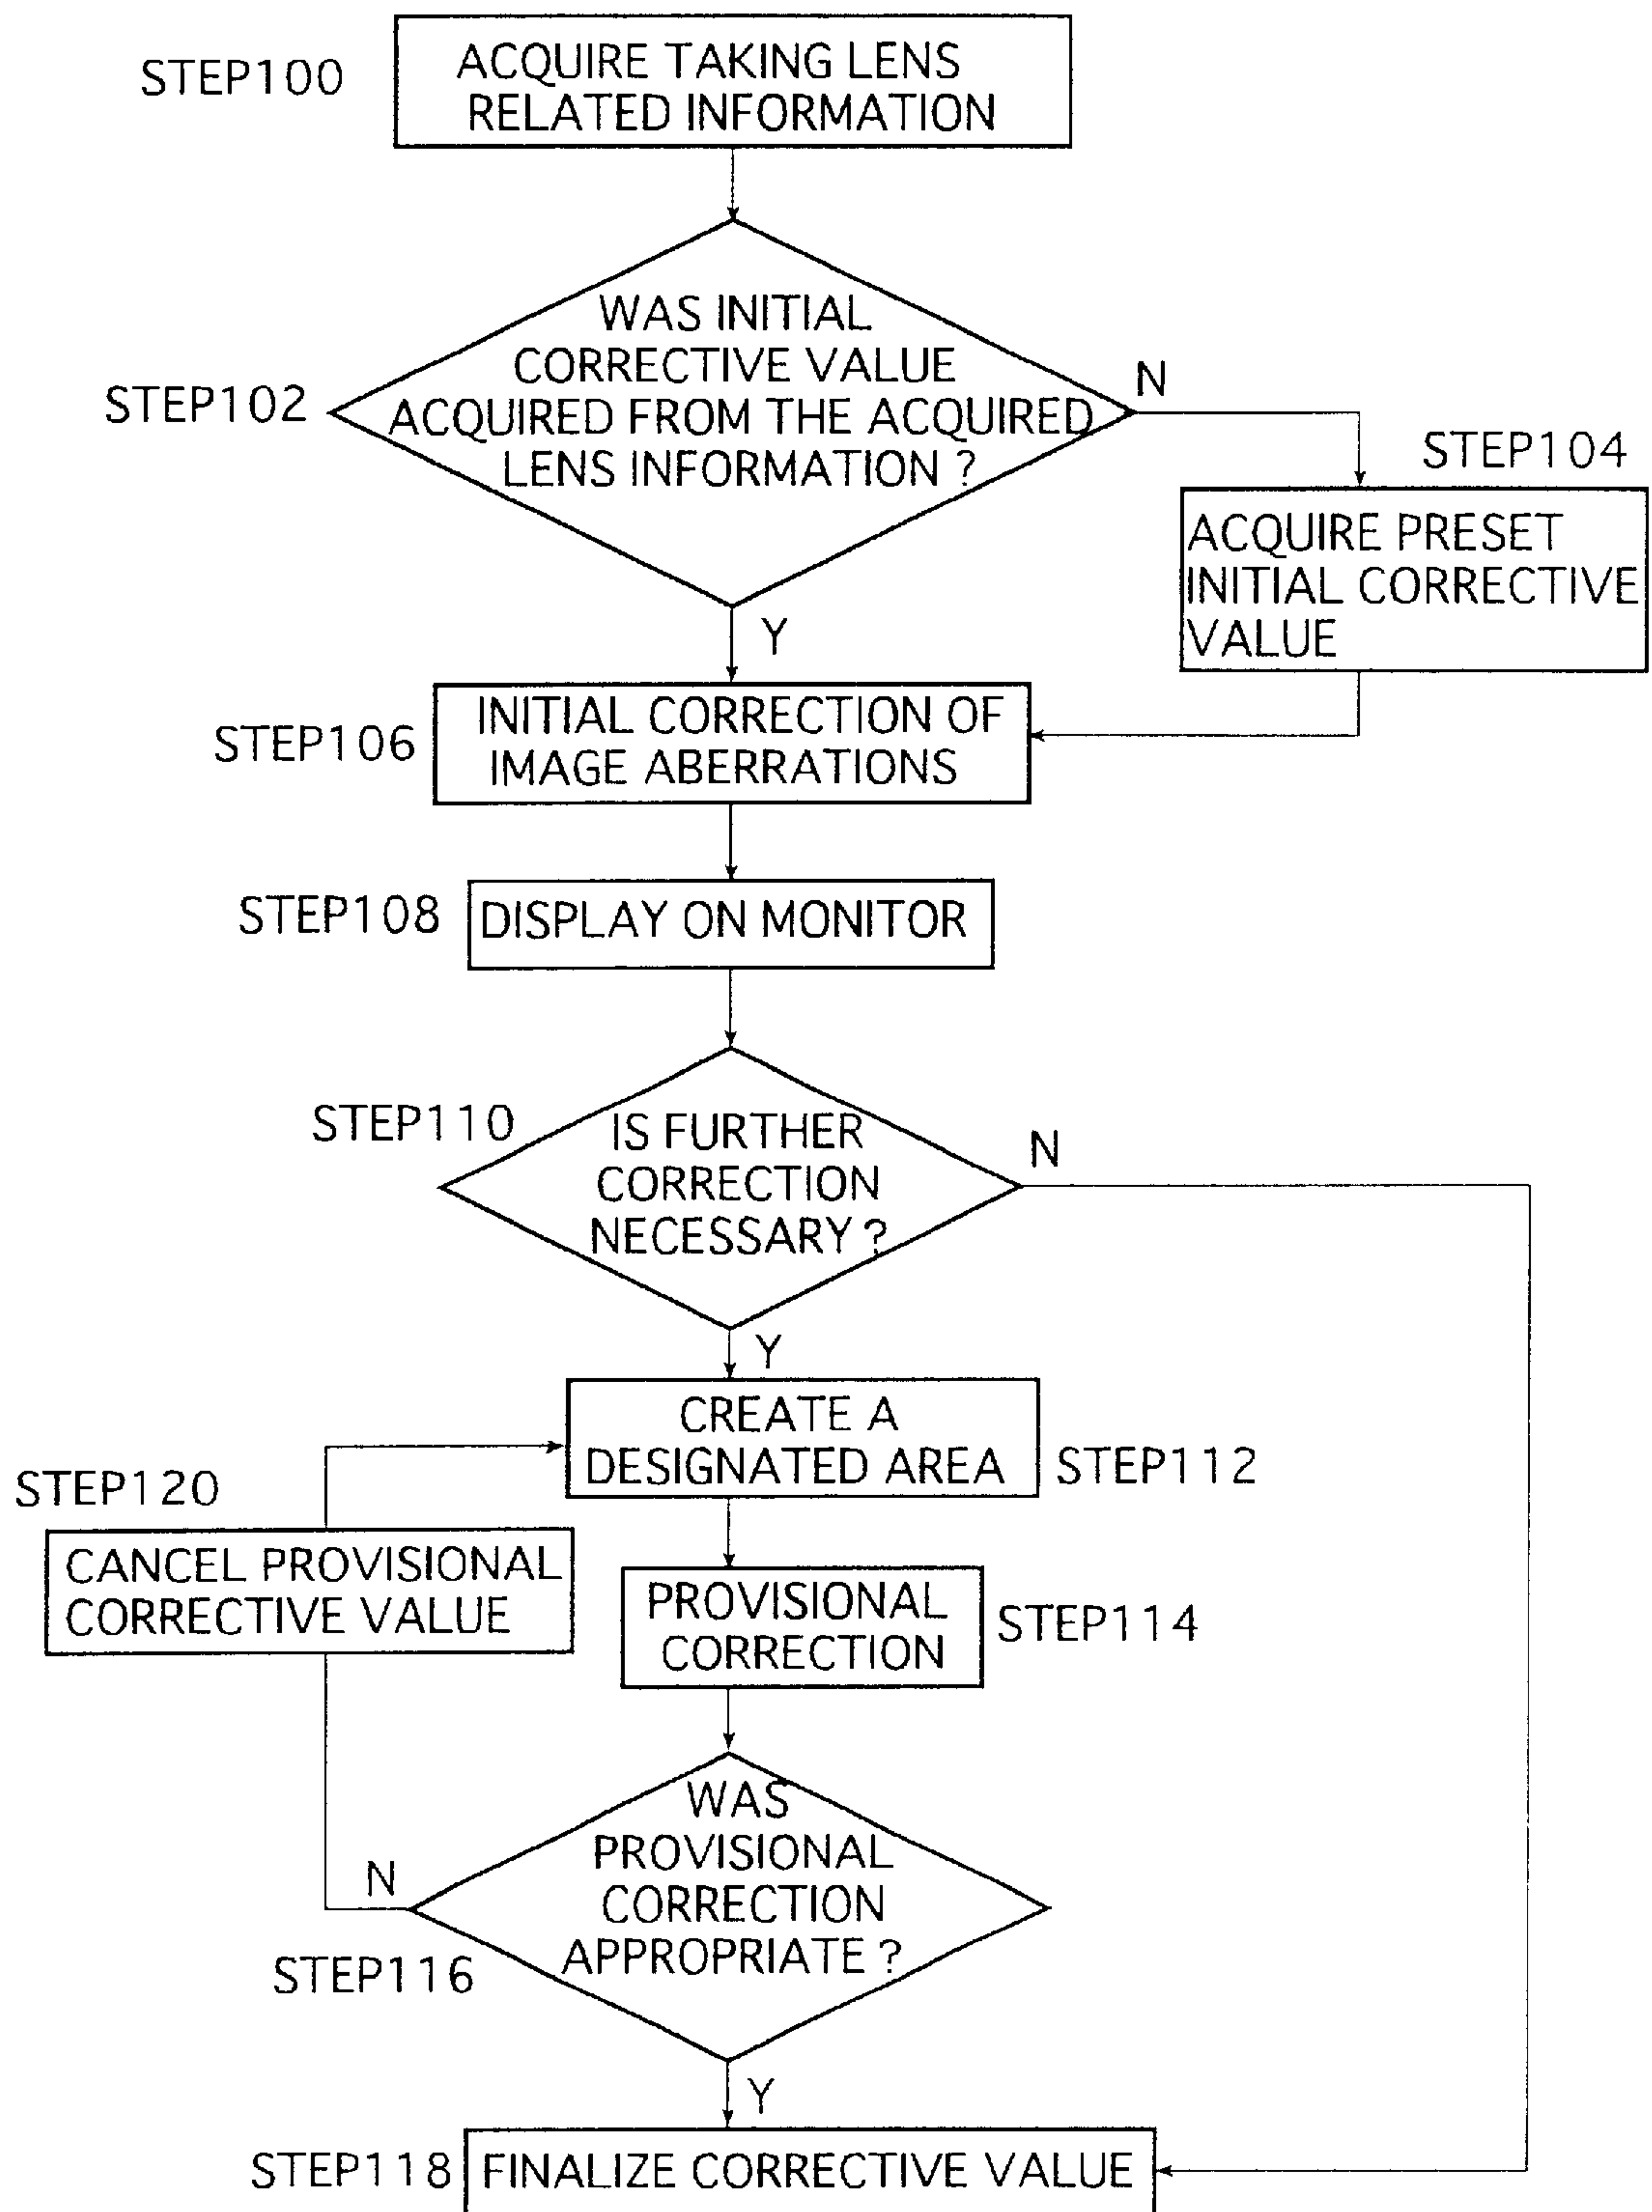 STEP100
ACQUIRE TAKING LENS
RELATED INFORMATION
STEP102
WAS INITIAL
CORRECTIVE VALUE
ACQUIRED FROM THE ACQUIRED
LENS INFORMATION ?
N
STEP104
ACQUIRE PRESET
INITIAL CORRECTIVE
VALUE
Y
STEP106
INITIAL CORRECTION OF
IMAGE ABERRATIONS
STEP108
DISPLAY ON MONITOR
STEP110
IS FURTHER
CORRECTION
NECESSARY ?
N
Y
CREATE A
DESIGNATED AREA
STEP112
STEP120
CANCEL PROVISIONAL
CORRECTIVE VALUE
PROVISIONAL
CORRECTION
STEP114
WAS
PROVISIONAL
CORRECTION
APPROPRIATE ?
N
STEP116
Y
STEP118
FINALIZE CORRECTIVE VALUE